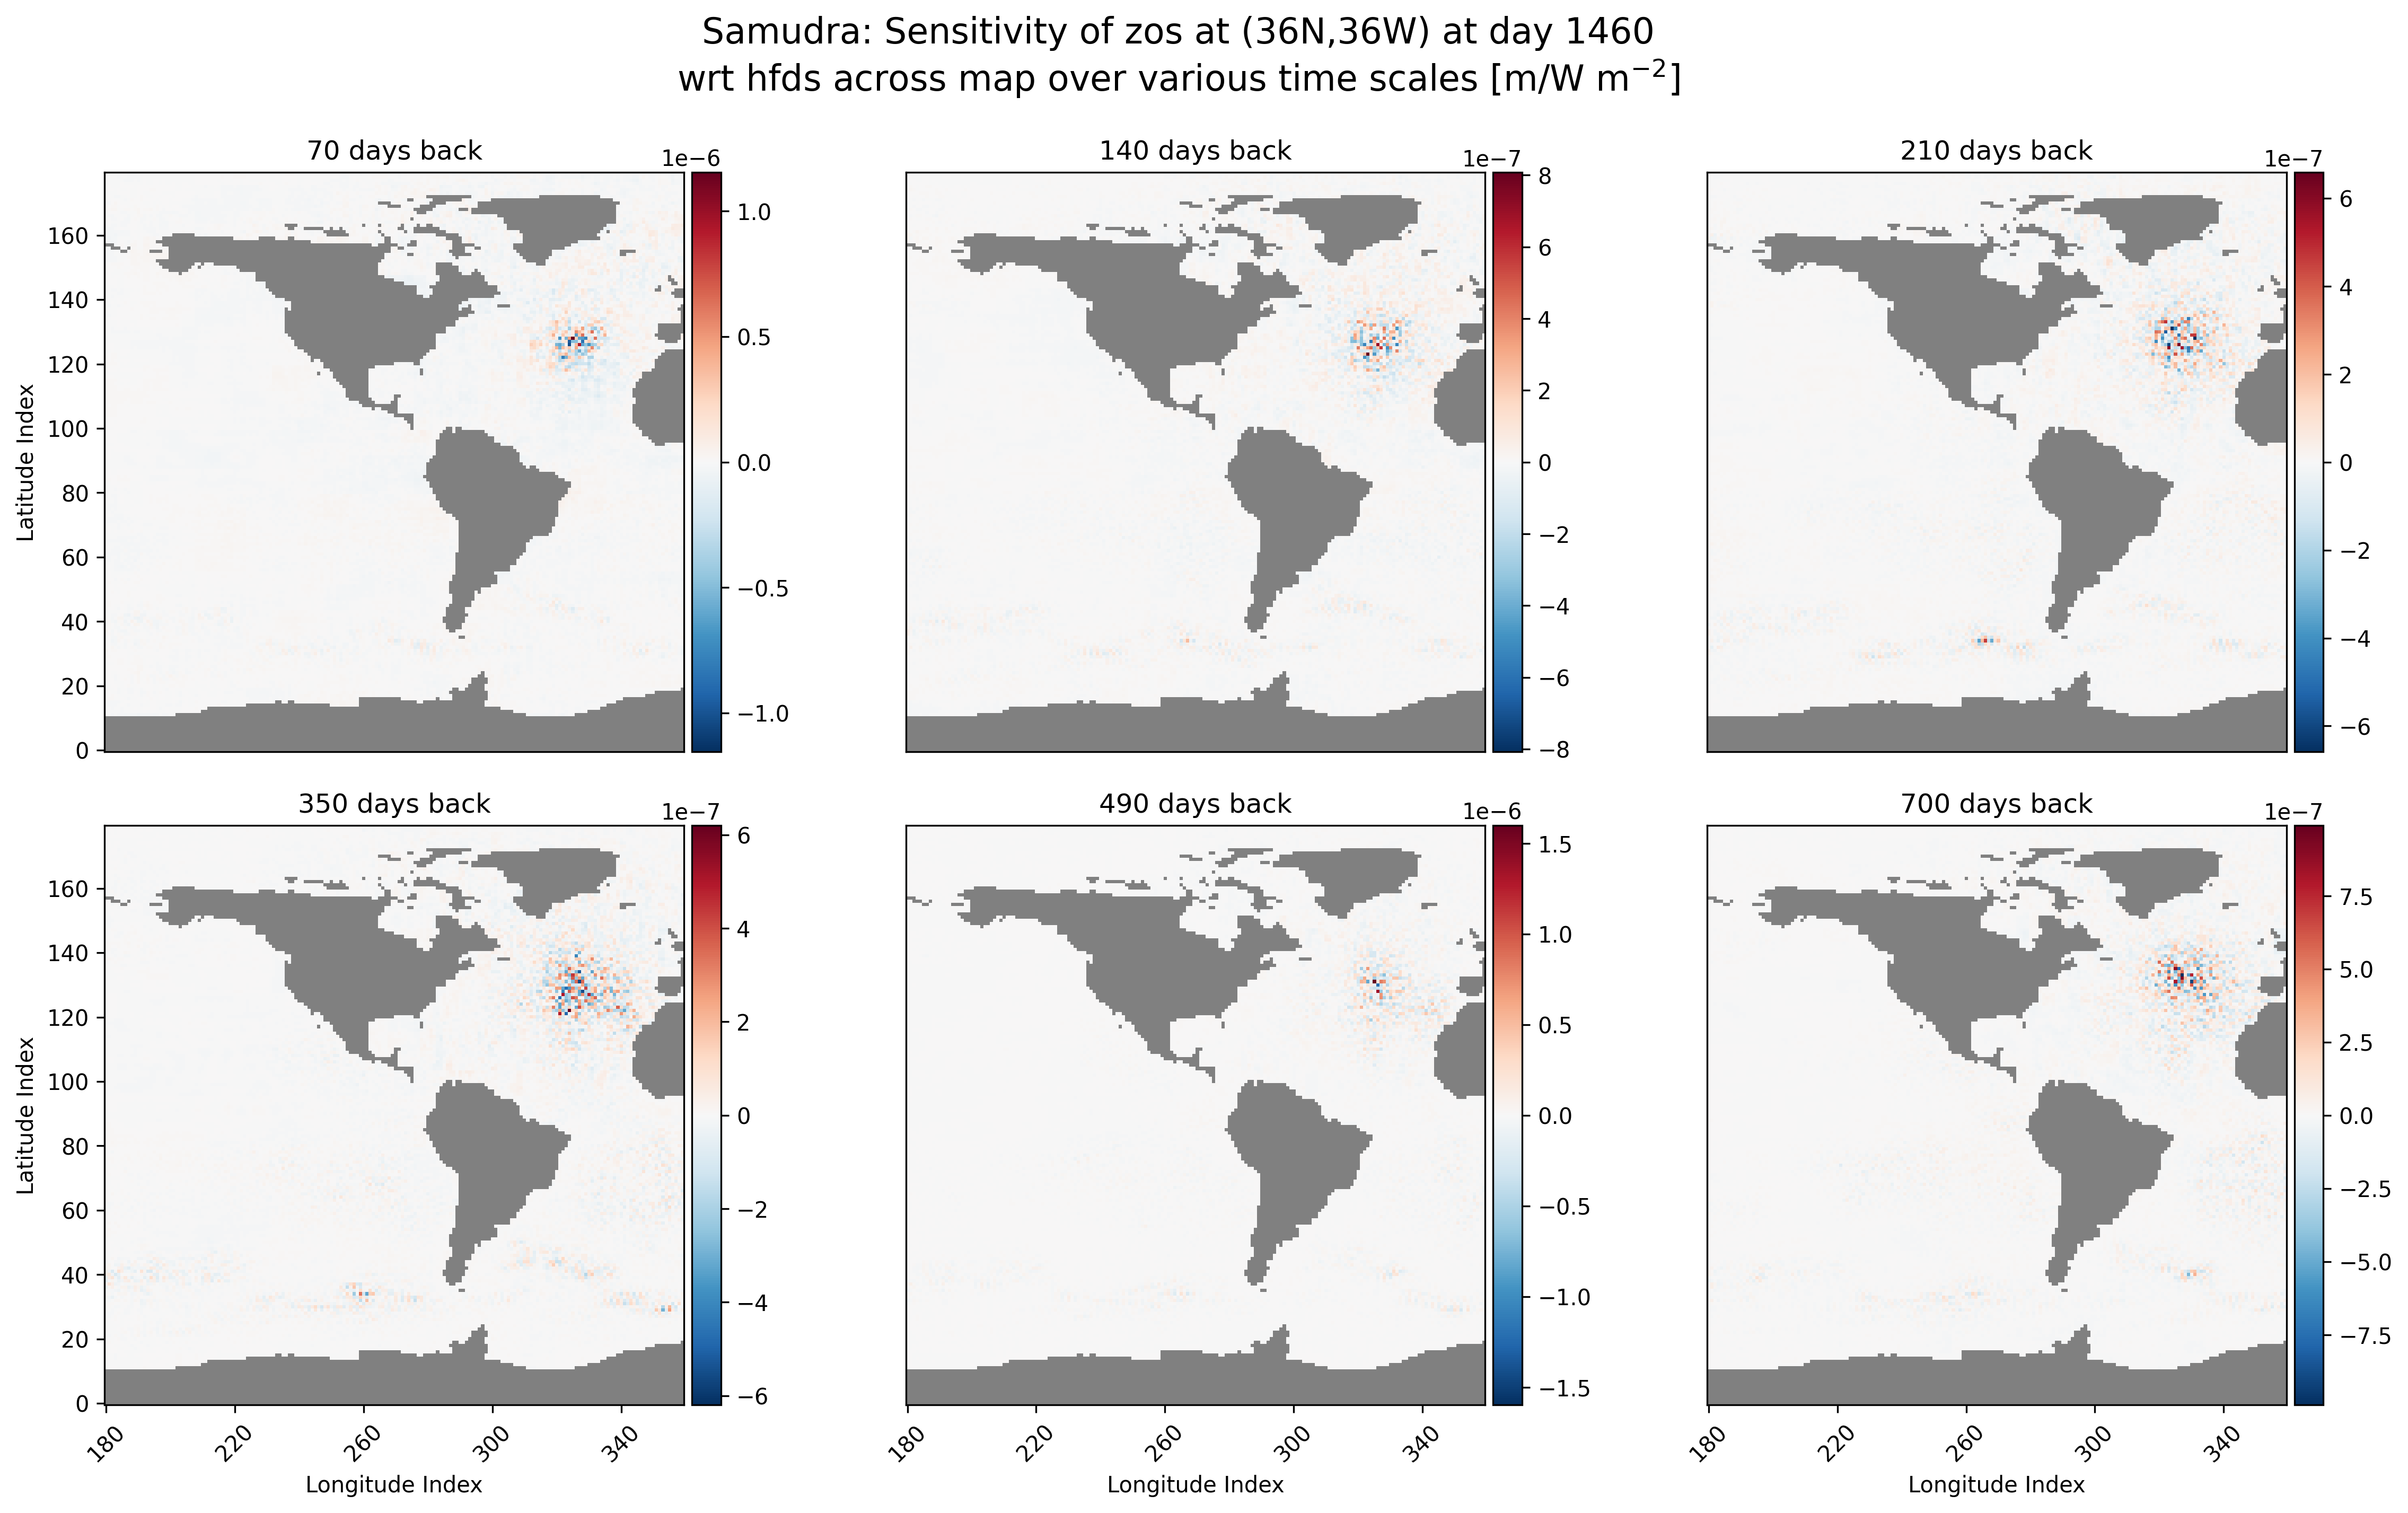 Samudra: Sensitivity of zos at (36N,36W) at day 1460
wrt hfds across map over various time scales [m/W m⁻²]
70 days back
1e−6
140 days back
1e−7
210 days back
1e−7
Latitude Index
160
140
120
100
80
60
40
20
0
1.0
0.5
0.0
−0.5
−1.0
8
6
4
2
0
−2
−4
−6
−8
6
4
2
0
−2
−4
−6
350 days back
1e−7
490 days back
1e−6
700 days back
1e−7
Latitude Index
160
140
120
100
80
60
40
20
0
6
4
2
0
−2
−4
−6
1.5
1.0
0.5
0.0
−0.5
−1.0
−1.5
7.5
5.0
2.5
0.0
−2.5
−5.0
−7.5
180 220 260 300 340
180 220 260 300 340
180 220 260 300 340
Longitude Index
Longitude Index
Longitude Index